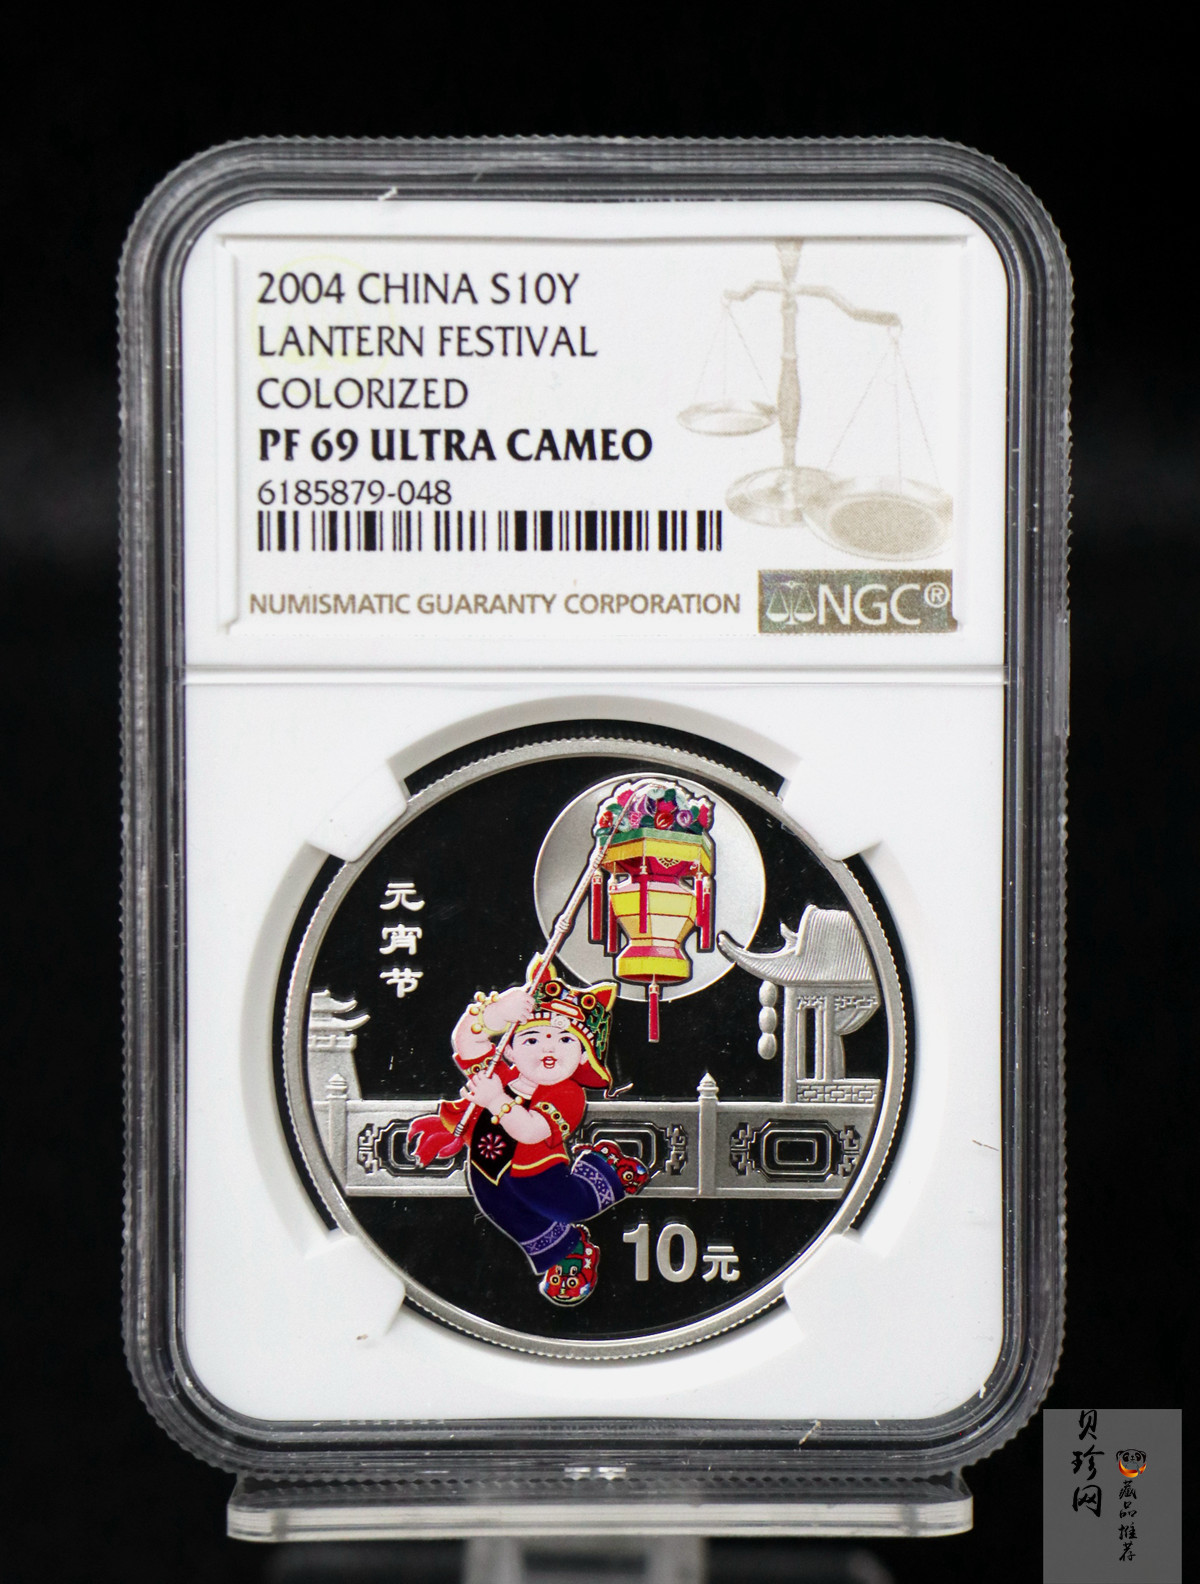 2004 CHINA S10Y
LANTERN FESTIVAL
COLORIZED
PF 69 ULTRA CAMEO
6185879-048
NUMISMATIC GUARANTY CORPORATION
NGC®
元宵节
10元
贝珍网
藏品推荐